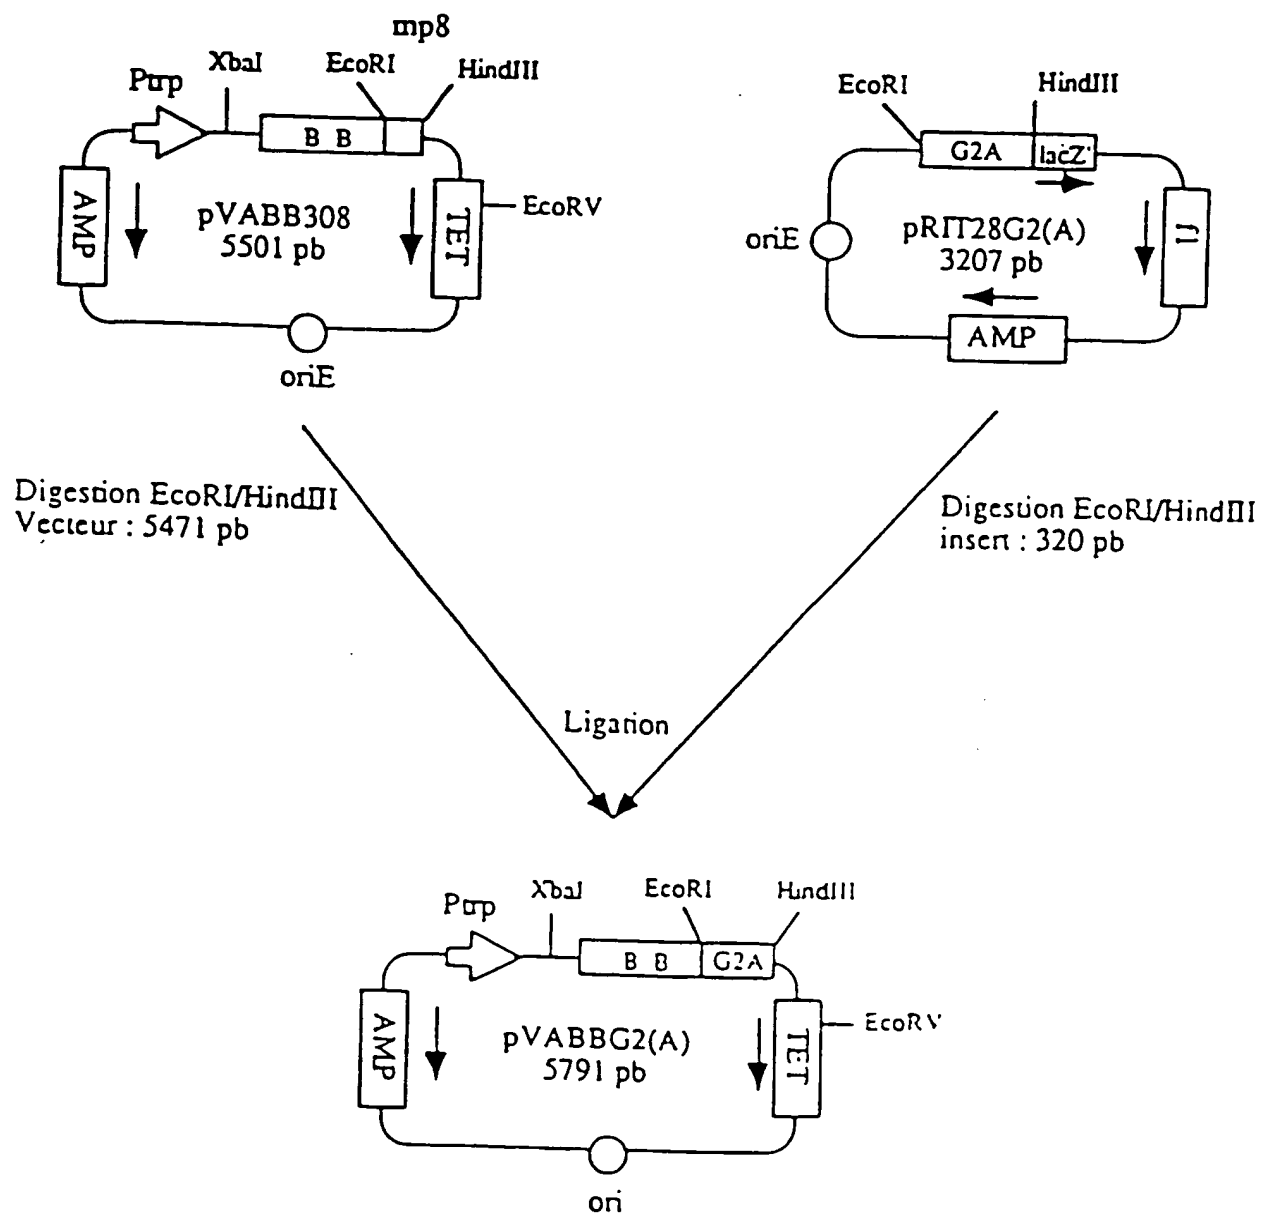 mp8
XbaI
EcoRI
HindIII
Ptrp
B B
AMP
pVABB308
5501 pb
TET
EcoRV
oriE
EcoRI
HindIII
G2A
lacZ'
oriE
pRIT28G2(A)
3207 pb
f1
AMP
Digestion EcoRI/HindIII
Vecteur : 5471 pb
Digestion EcoRI/HindIII
insert : 320 pb
Ligation
Ptrp
XbaI
EcoRI
HindIII
B B
G2A
AMP
pVABBG2(A)
5791 pb
TET
EcoRV
ori